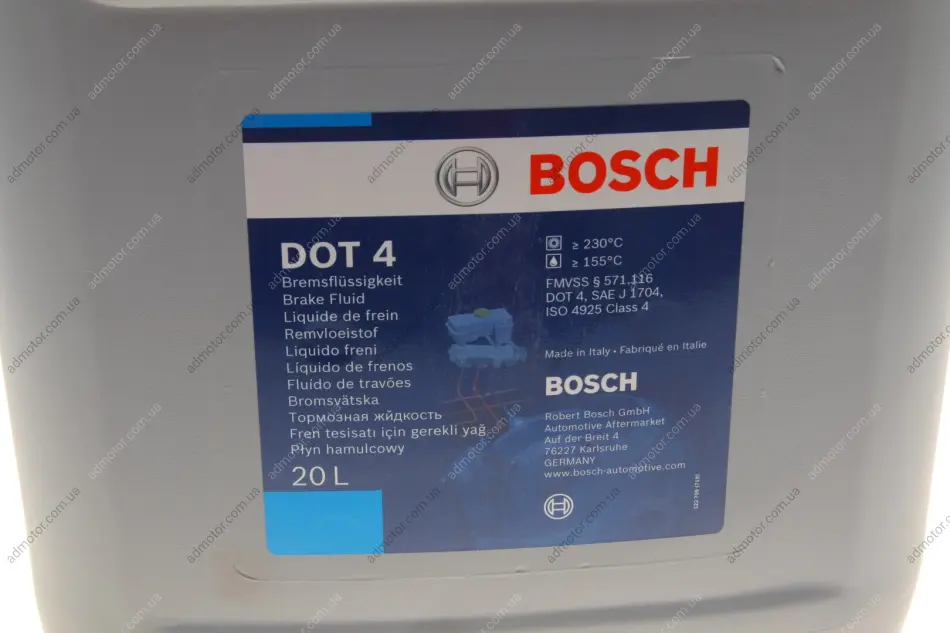 BOSCH
DOT 4
Bremsflüssigkeit
Brake Fluid
Liquide de frein
Remvloeistof
Liquido freni
Líquido de frenos
Fluído de travões
Bromsvätska
Тормозная жйдкость
Fren tesisatı için gerekli yağ
Płyn hamulcowy
20 L
≥ 230°C
≥ 155°C
FMVSS § 571.116
DOT 4, SAE J 1704,
ISO 4925 Class 4
Made in Italy • Fabriqué en Italie
BOSCH
Robert Bosch GmbH
Automotive Aftermarket
Auf der Breit 4
76227 Karlsruhe
GERMANY
www.bosch-automotive.com
admotor.com.ua